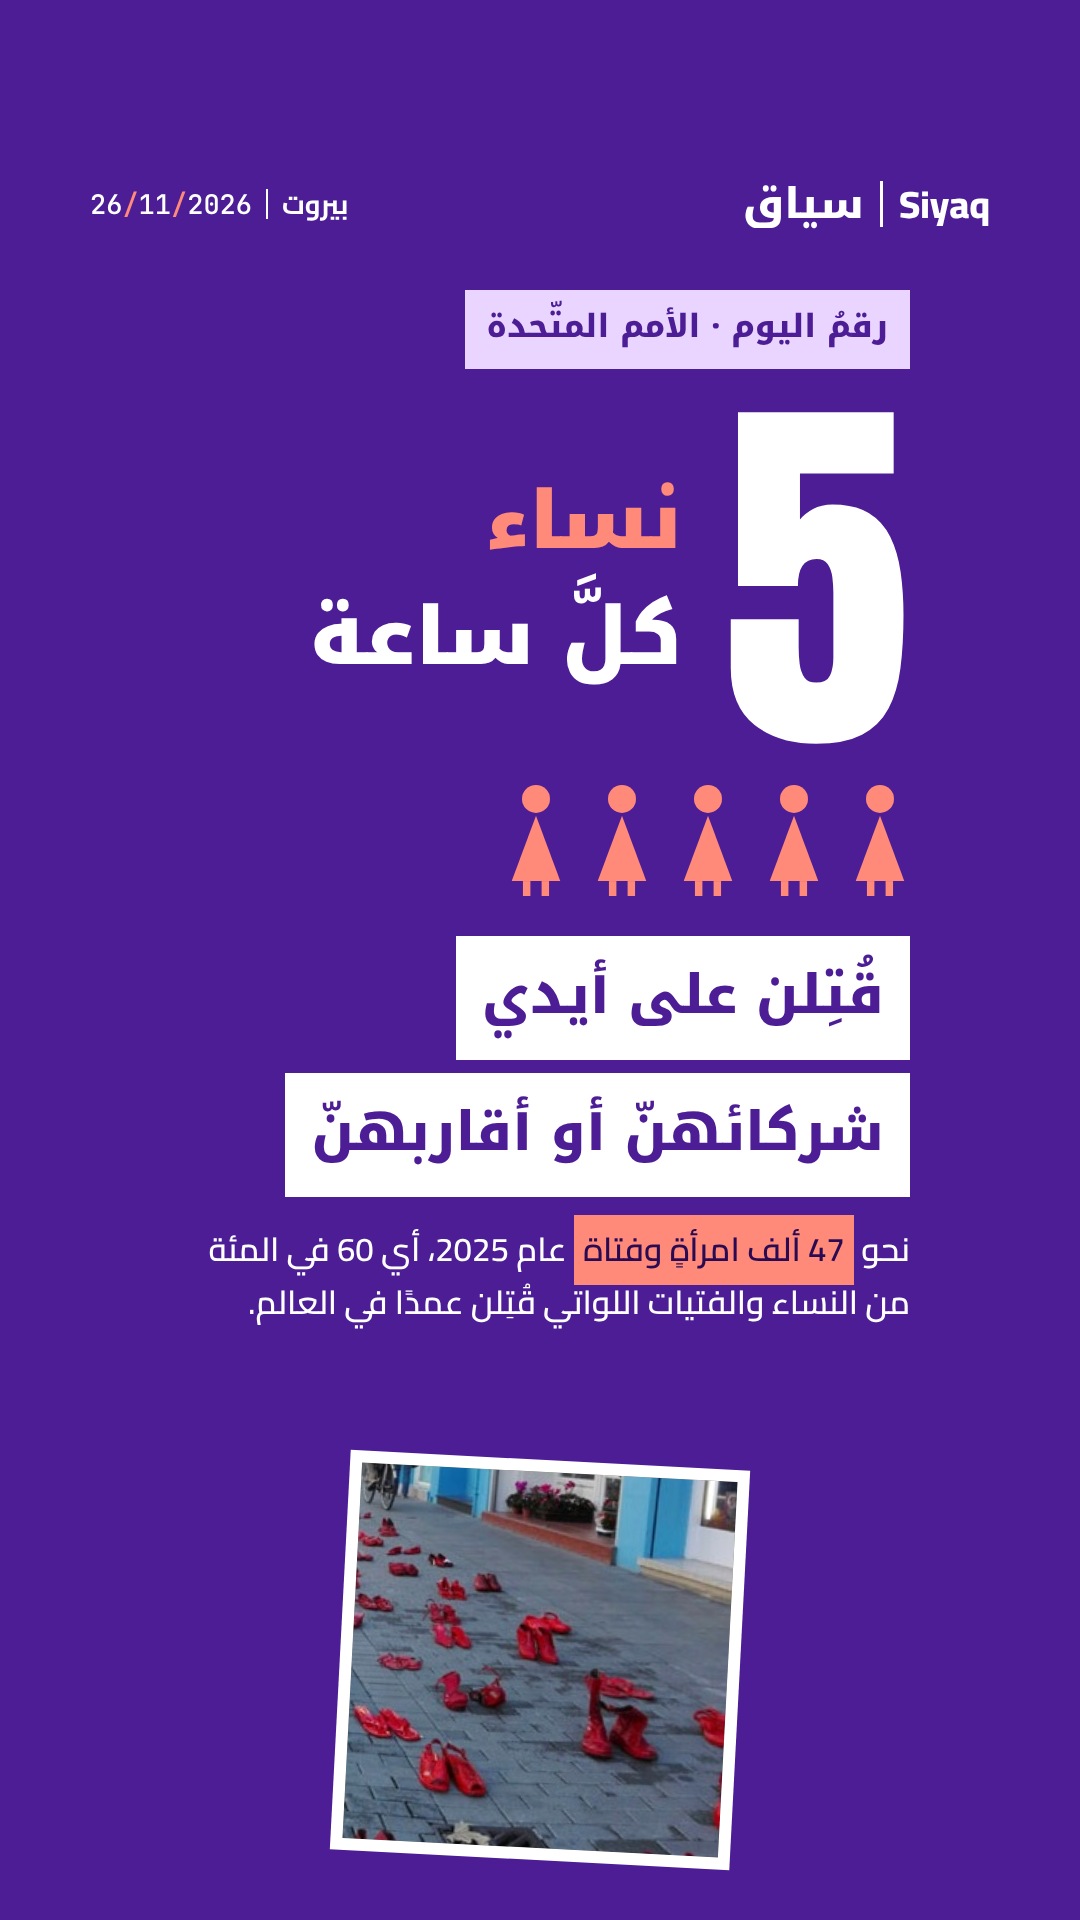 Siyaq | سياق
بيروت | 26/11/2026
رقمُ اليوم · الأمم المتّحدة
5
نساء
كلَّ ساعة
قُتِلن على أيدي
شركائهنّ أو أقاربهنّ
نحو 47 ألف امرأةٍ وفتاة عام 2025، أي 60 في المئة
من النساء والفتيات اللواتي قُتِلن عمدًا في العالم.